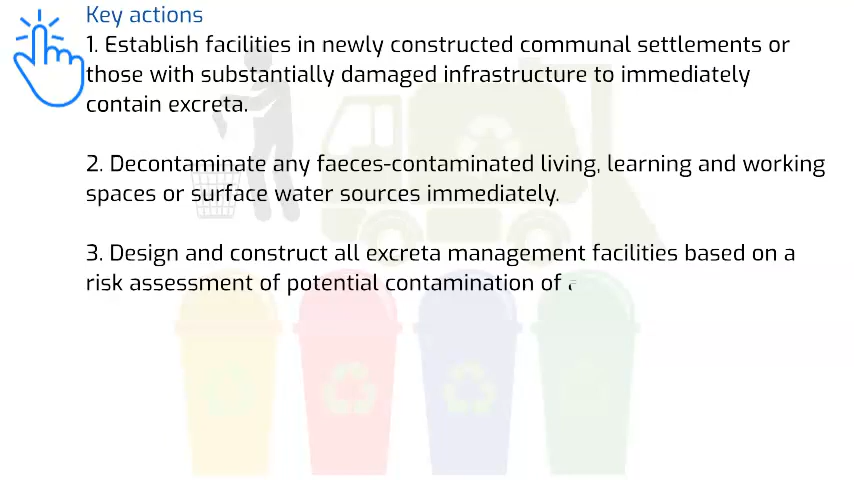 Key actions
1. Establish facilities in newly constructed communal settlements or
those with substantially damaged infrastructure to immediately
contain excreta.
2. Decontaminate any faeces-contaminated living, learning and working
spaces or surface water sources immediately.
3. Design and construct all excreta management facilities based on a
risk assessment of potential contamination of